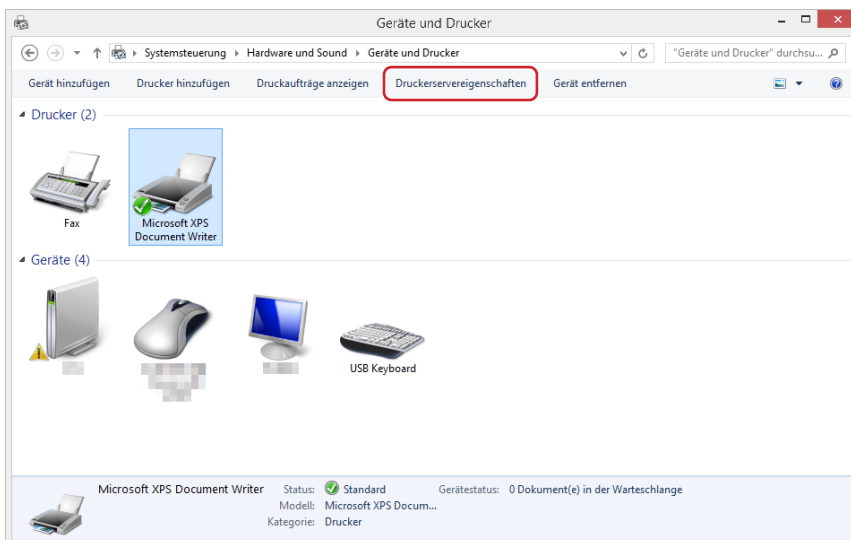 Geräte und Drucker
Systemsteuerung Hardware und Sound Geräte und Drucker "Geräte und Drucker" durchsu...
Gerät hinzufügen Drucker hinzufügen Druckaufträge anzeigen Druckerservereigenschaften Gerät entfernen
Drucker (2)
Fax
Microsoft XPS
Document Writer
Geräte (4)
USB Keyboard
Microsoft XPS Document Writer Status: Standard Gerätestatus: 0 Dokument(e) in der Warteschlange
Modell: Microsoft XPS Docum...
Kategorie: Drucker